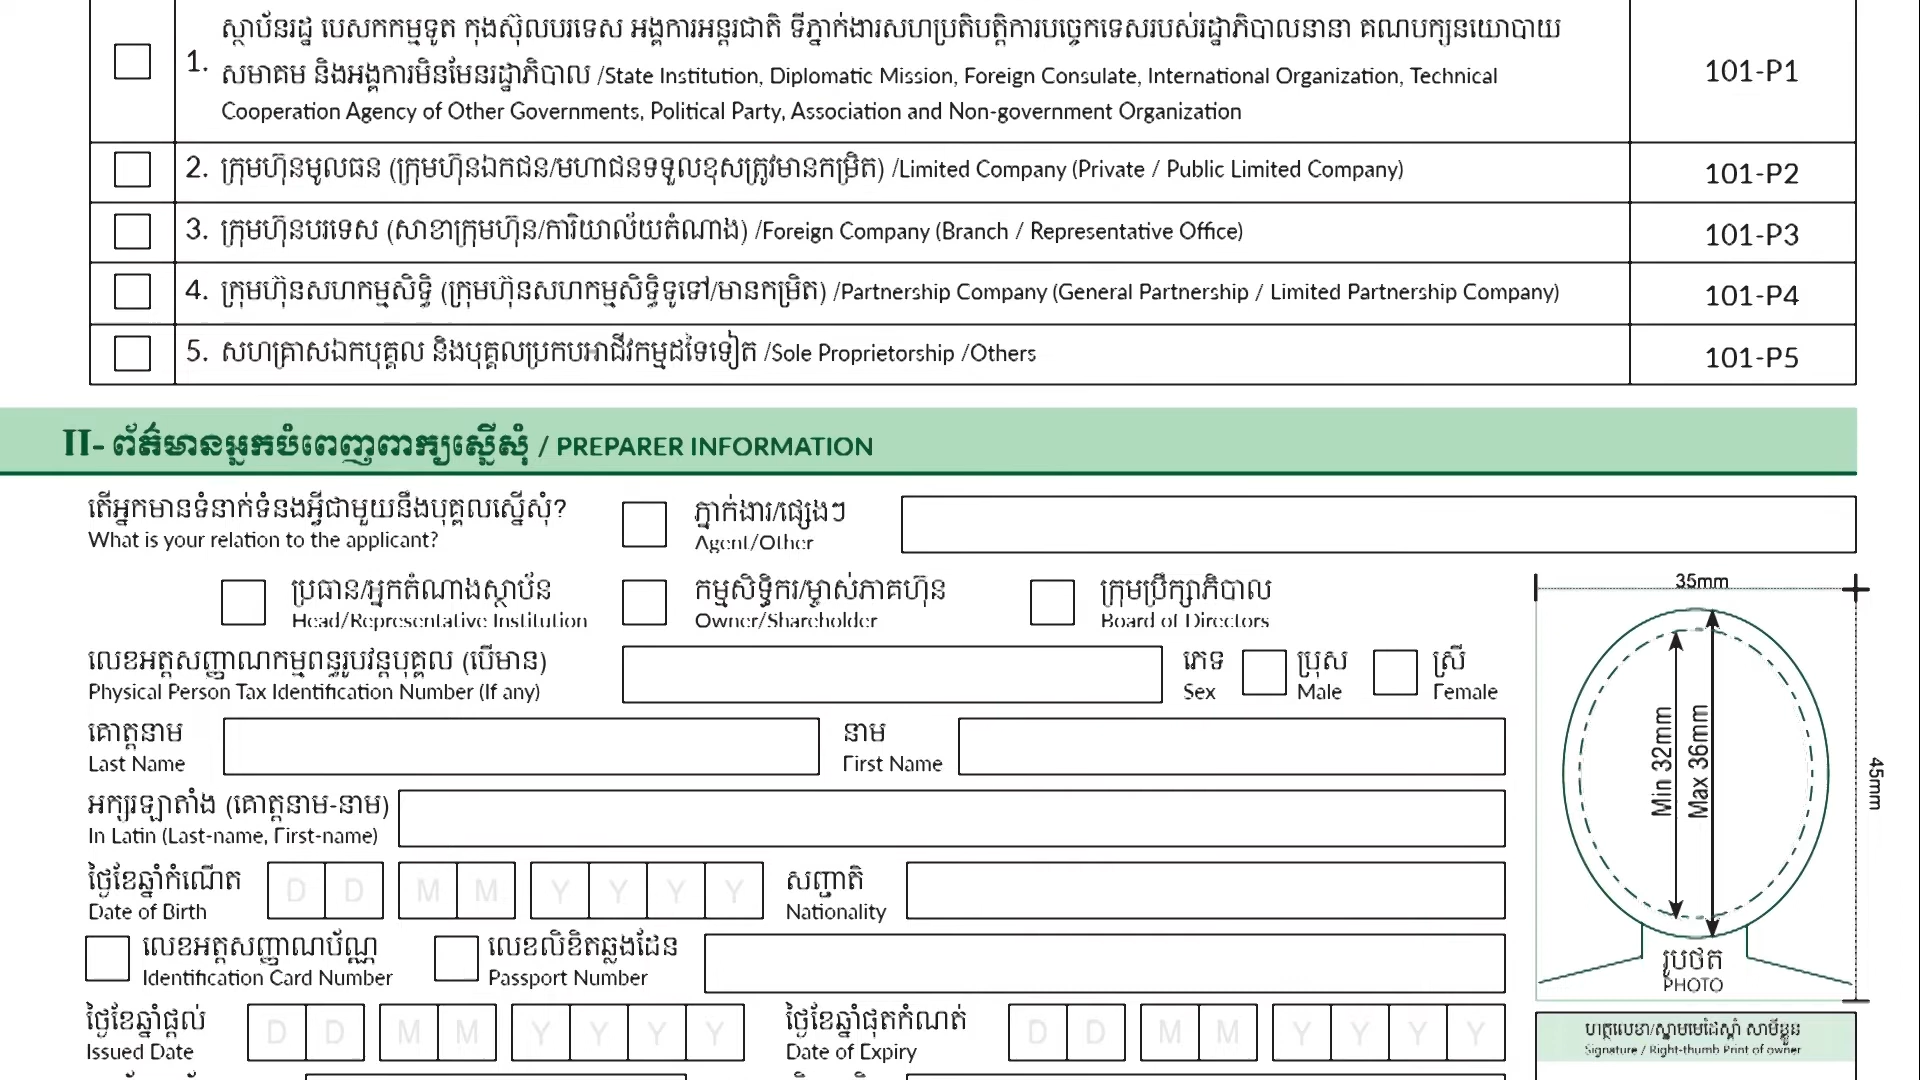 ស្ថាប័នរដ្ឋ បេសកកម្មទូត កុងស៊ុលបរទេស អង្គការអន្តរជាតិ ទីភ្នាក់ងារសហប្រតិបត្តិការបច្ចេកទេសរបស់រដ្ឋាភិបាលនានា គណបក្សនយោបាយ
1. សមាគម និងអង្គការមិនមែនរដ្ឋាភិបាល /State Institution, Diplomatic Mission, Foreign Consulate, International Organization, Technical 101-P1
Cooperation Agency of Other Governments, Political Party, Association and Non-government Organization
2. ក្រុមហ៊ុនមូលធន (ក្រុមហ៊ុនឯកជន/មហាជនទទួលខុសត្រូវមានកម្រិត) /Limited Company (Private / Public Limited Company) 101-P2
3. ក្រុមហ៊ុនបរទេស (សាខាក្រុមហ៊ុន/ការិយាល័យតំណាង) /Foreign Company (Branch / Representative Office) 101-P3
4. ក្រុមហ៊ុនសហកម្មសិទ្ធិ (ក្រុមហ៊ុនសហកម្មសិទ្ធិទូទៅ/មានកម្រិត) /Partnership Company (General Partnership / Limited Partnership Company) 101-P4
5. សហគ្រាសឯកបុគ្គល និងបុគ្គលប្រកបអាជីវកម្មដទៃទៀត /Sole Proprietorship /Others 101-P5
II- ព័ត៌មានអ្នកបំពេញពាក្យស្នើសុំ / PREPARER INFORMATION
តើអ្នកមានទំនាក់ទំនងអ្វីជាមួយនឹងបុគ្គលស្នើសុំ? ភ្នាក់ងារ/ផ្សេងៗ
What is your relation to the applicant? Agent/Other
ប្រធាន/អ្នកតំណាងស្ថាប័ន កម្មសិទ្ធិករ/ម្ចាស់ភាគហ៊ុន ក្រុមប្រឹក្សាភិបាល
Head/Representative Institution Owner/Shareholder Board of Directors
35mm
លេខអត្តសញ្ញាណកម្មពន្ធរូបវន្តបុគ្គល (បើមាន) ភេទ ប្រុស ស្រី
Physical Person Tax Identification Number (If any) Sex Male Female
គោត្តនាម នាម
Last Name First Name
Min 32mm
Max 36mm
45mm
អក្សរឡាតាំង (គោត្តនាម-នាម)
In Latin (Last-name, First-name)
ថ្ងៃខែឆ្នាំកំណើត D D M M Y Y Y Y សញ្ជាតិ
Date of Birth Nationality
លេខអត្តសញ្ញាណប័ណ្ណ លេខលិខិតឆ្លងដែន
Identification Card Number Passport Number
រូបថត
PHOTO
ថ្ងៃខែឆ្នាំផ្តល់ D D M M Y Y Y Y ថ្ងៃខែឆ្នាំផុតកំណត់ D D M M Y Y Y Y
Issued Date Date of Expiry
ហត្ថលេខា/ស្នាមមេដៃស្តាំ សាមីខ្លួន
Signature / Right-thumb Print of owner